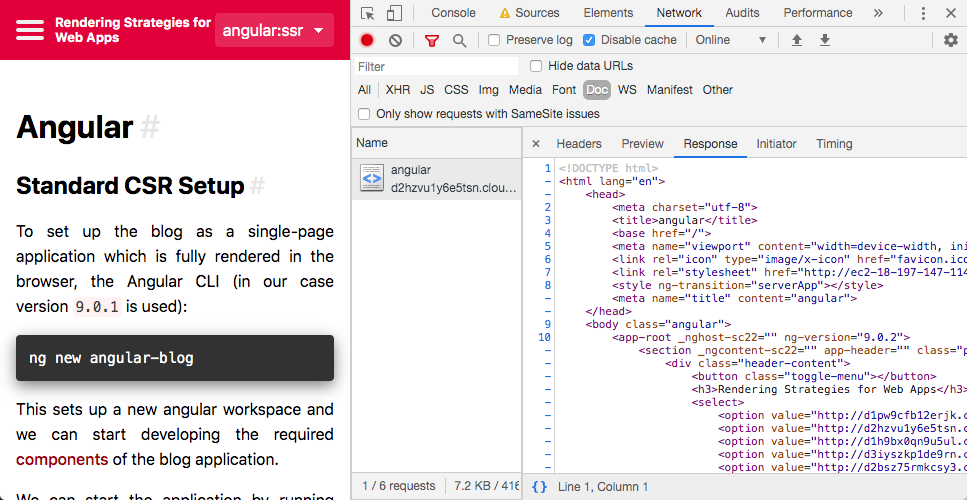 Rendering Strategies for
Web Apps
angular:ssr
Angular #
Standard CSR Setup #
To set up the blog as a single-page
application which is fully rendered in the
browser, the Angular CLI (in our case
version 9.0.1 is used):
ng new angular-blog
This sets up a new angular workspace and
we can start developing the required
components of the blog application.
We can start the application by running
Console Sources Elements Network Audits Performance »
Preserve log Disable cache Online
Filter Hide data URLs
All XHR JS CSS Img Media Font Doc WS Manifest Other
Only show requests with SameSite issues
Name
angular
d2hzvu1y6e5tsn.clou…
1 / 6 requests 7.2 KB / 416
× Headers Preview Response Initiator Timing
1 <!DOCTYPE html>
- <html lang="en">
- <head>
2 <meta charset="utf-8">
3 <title>angular</title>
4 <base href="/">
5 <meta name="viewport" content="width=device-width, ini
6 <link rel="icon" type="image/x-icon" href="favicon.ico
7 <link rel="stylesheet" href="http://ec2-18-197-147-114
8 <style ng-transition="serverApp"></style>
- <meta name="title" content="angular">
- </head>
9 <body class="angular">
10 <app-root _nghost-sc22="" ng-version="9.0.2">
- <section _ngcontent-sc22="" app-header="" class="p
- <div class="header-content">
- <button class="toggle-menu"></button>
- <h3>Rendering Strategies for Web Apps</h3
- <select>
- <option value="http://d1pw9cfb12erjk.c
- <option value="http://d2hzvu1y6e5tsn.c
- <option value="http://d1h9bx0qn9u5ul.c
- <option value="http://d3iyszkp1de9rn.c
- <option value="http://d2bsz75rmkcsy3.c
{} Line 1, Column 1